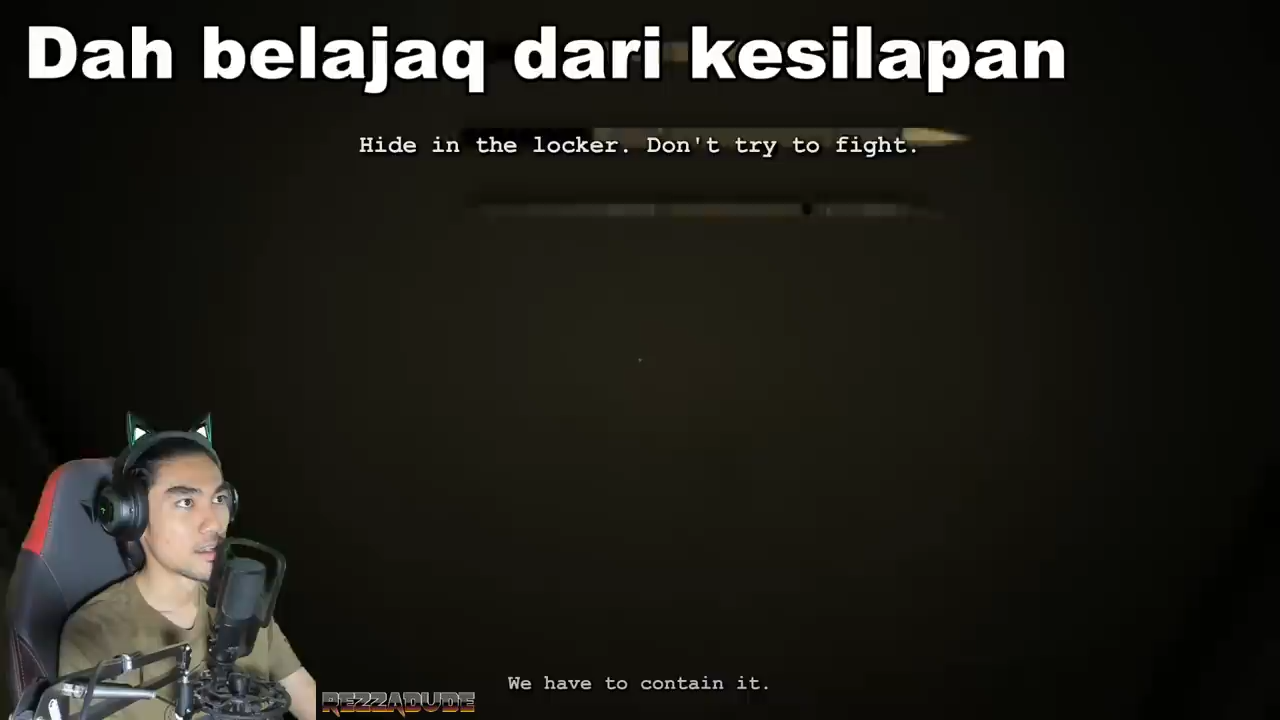 Dah belajaq dari kesilapan
Hide in the locker. Don't try to fight.
We have to contain it.
REZZADUDE